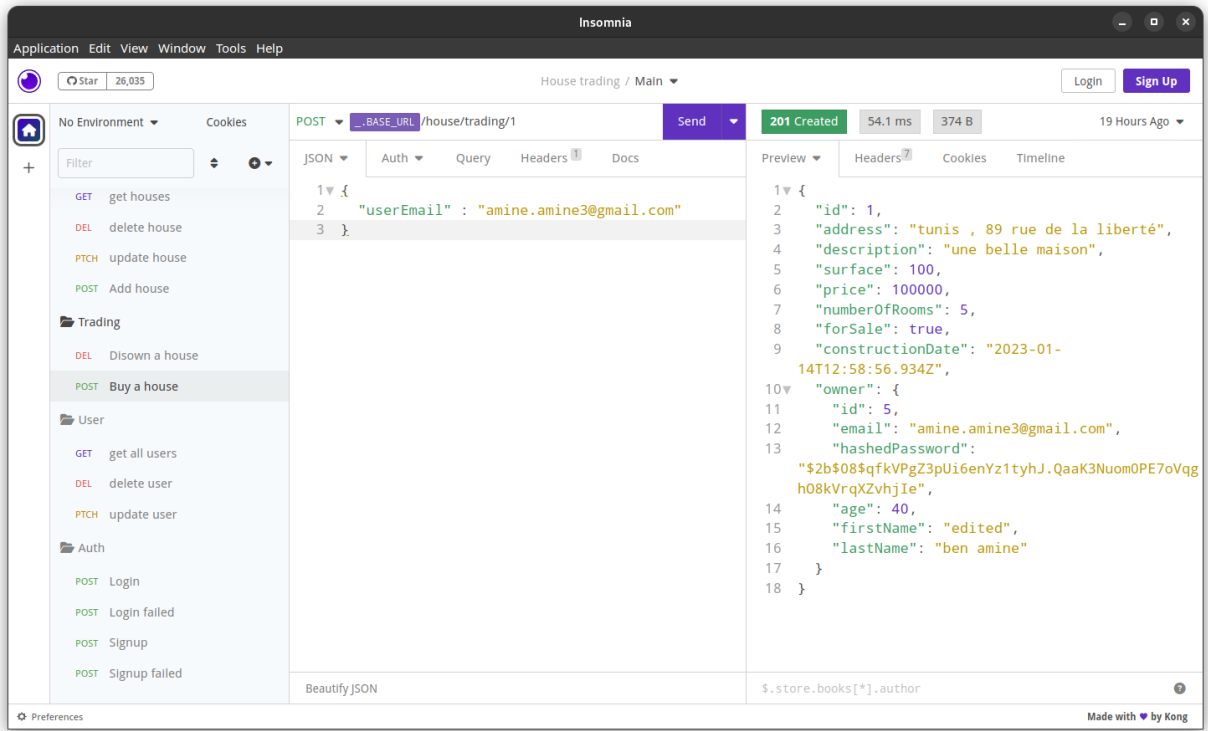 Insomnia
Application Edit View Window Tools Help
Star 26,035
House trading / Main
Login
Sign Up
No Environment
Cookies
Filter
GET get houses
DEL delete house
PTCH update house
POST Add house
Trading
DEL Disown a house
POST Buy a house
User
GET get all users
DEL delete user
PTCH update user
Auth
POST Login
POST Login failed
POST Signup
POST Signup failed
POST _.BASE_URL/house/trading/1
Send
JSON Auth Query Headers 1 Docs
1 {
2 "userEmail" : "amine.amine3@gmail.com"
3 }
Beautify JSON
201 Created 54.1 ms 374 B 19 Hours Ago
Preview Headers 7 Cookies Timeline
1 {
2 "id": 1,
3 "address": "tunis , 89 rue de la liberté",
4 "description": "une belle maison",
5 "surface": 100,
6 "price": 100000,
7 "numberOfRooms": 5,
8 "forSale": true,
9 "constructionDate": "2023-01-
14T12:58:56.934Z",
10 "owner": {
11 "id": 5,
12 "email": "amine.amine3@gmail.com",
13 "hashedPassword":
"$2b$08$qfkVPgZ3pUi6enYz1tyhJ.QaaK3NuomOPE7oVqg
hO8kVrqXZvhjIe",
14 "age": 40,
15 "firstName": "edited",
16 "lastName": "ben amine"
17 }
18 }
$.store.books[*].author
Preferences
Made with ♥ by Kong